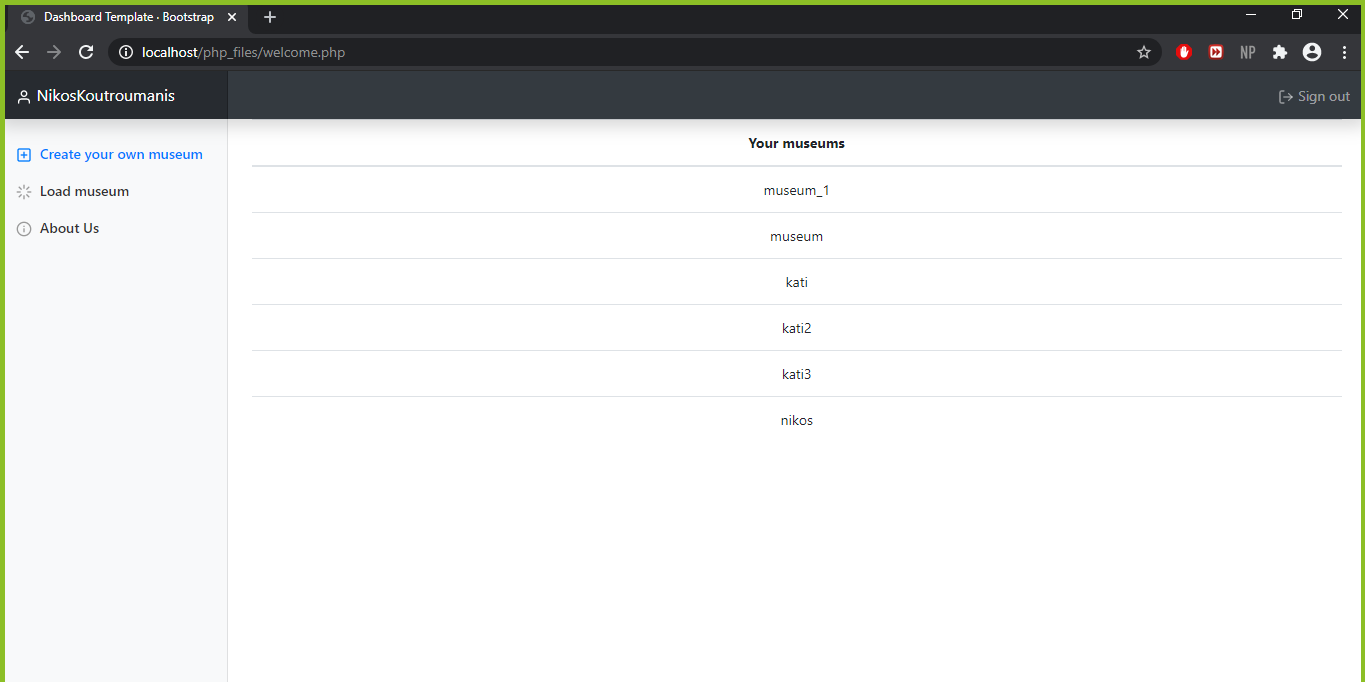 Dashboard Template · Bootstrap
localhost/php_files/welcome.php
NP
NikosKoutroumanis
Sign out
Create your own museum
Load museum
About Us
Your museums
museum_1
museum
kati
kati2
kati3
nikos